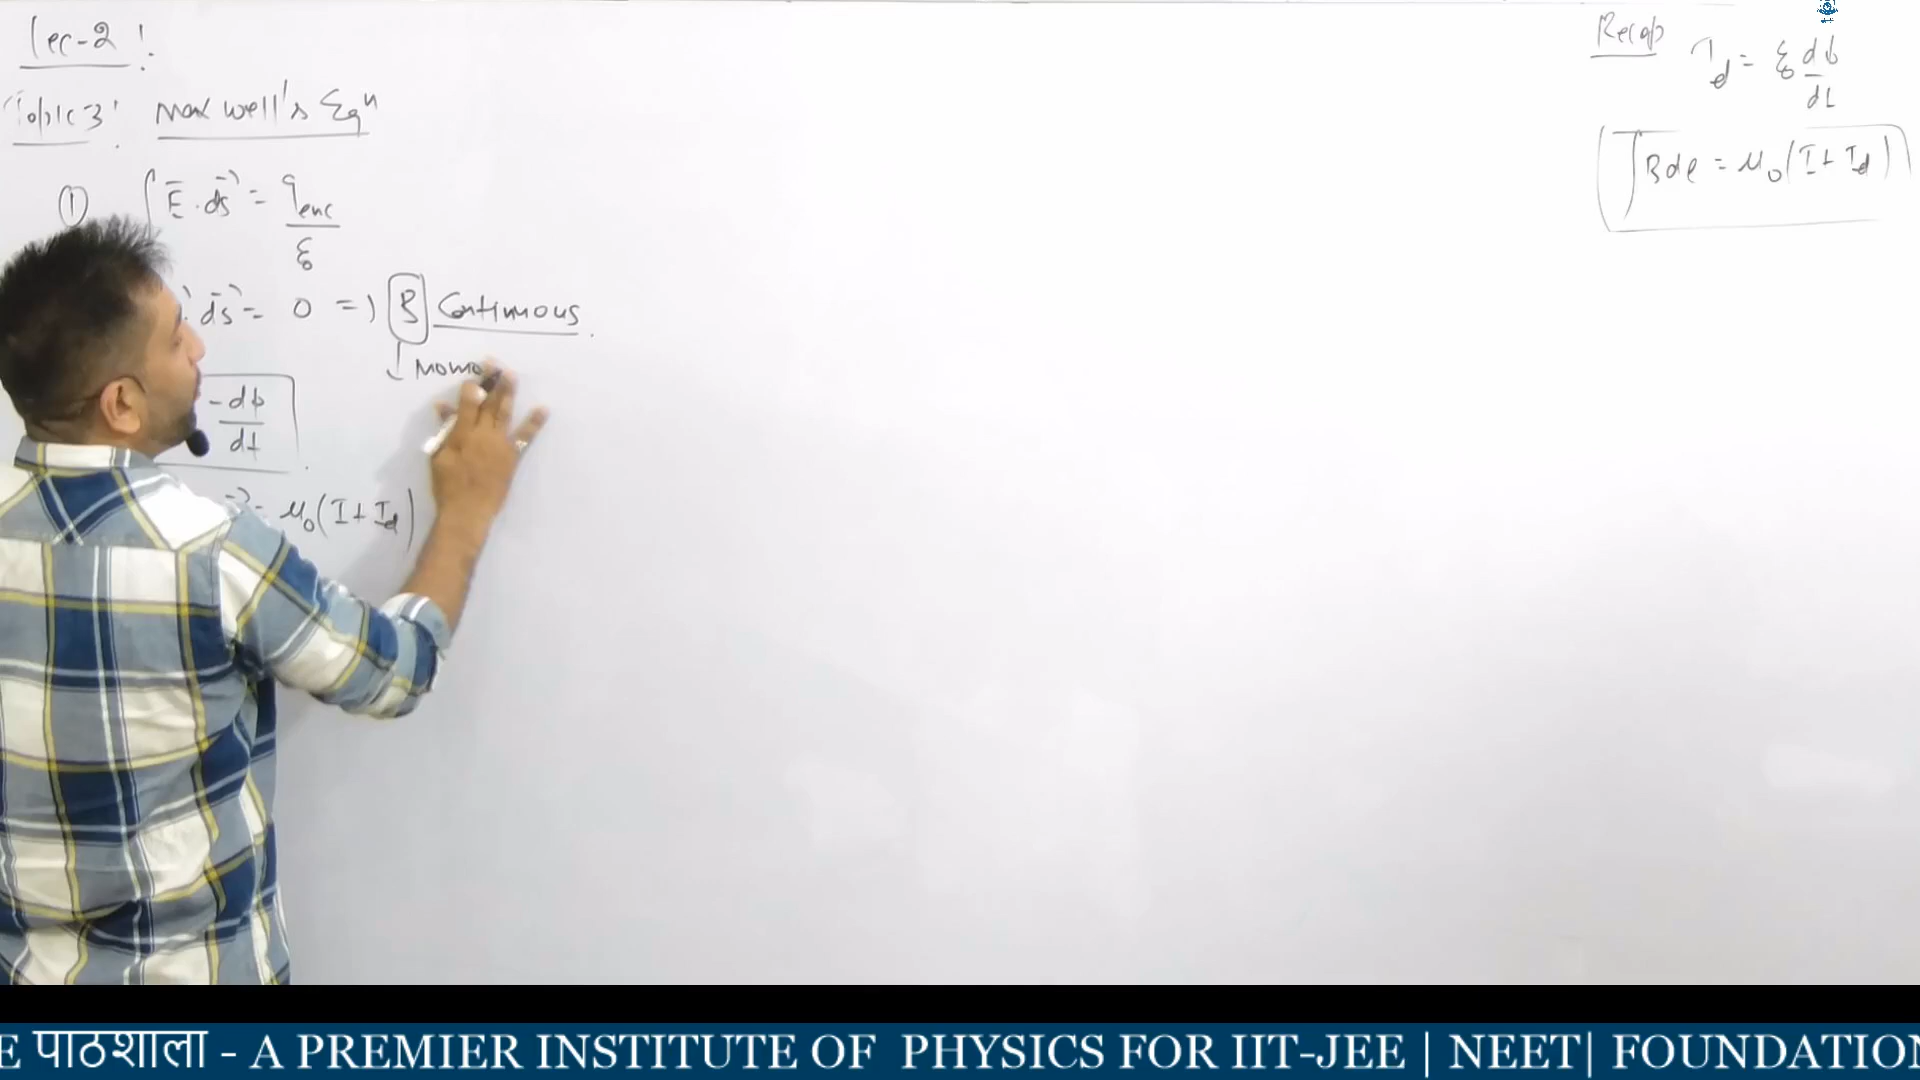 Lec-2!
Topic-3! Maxwell's Eqⁿ
① ∫E⃗.ds⃗ = qenc/ε₀
ds⃗ = 0 => B Continuous.
↓ Mono
-dϕ/dt
= μ₀(I+Id)
Recap Id = ε₀ dϕ/dt
∫Bdl = μ₀(I+Id)
E पाठशाला - A PREMIER INSTITUTE OF PHYSICS FOR IIT-JEE | NEET| FOUNDATION